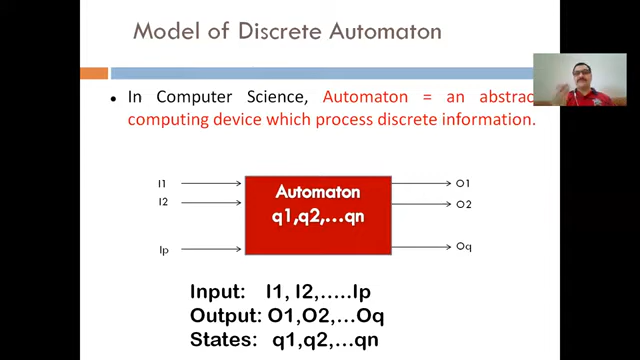 Model of Discrete Automaton
• In Computer Science, Automaton = an abstrac
computing device which process discrete information.
I1 Automaton O1
I2 q1,q2,...qn O2
Ip Oq
Input: I1, I2,.....Ip
Output: O1,O2,...Oq
States: q1,q2,...qn